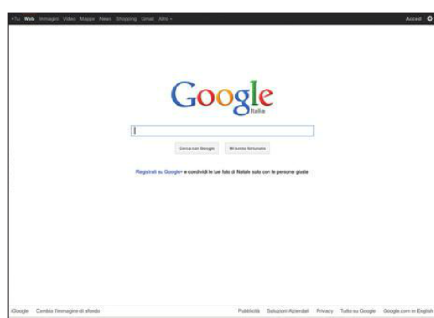 +Tu Web Immagini Video Mappe News Shopping Gmail Altro Accedi
Google
Italia
Cerca con Google Mi sento fortunato
Registrati su Google+ e condividi le tue foto di Natale solo con le persone giuste
iGoogle Cambia l'immagine di sfondo Pubblicità Soluzioni Aziendali Privacy Tutto su Google Google.com in English